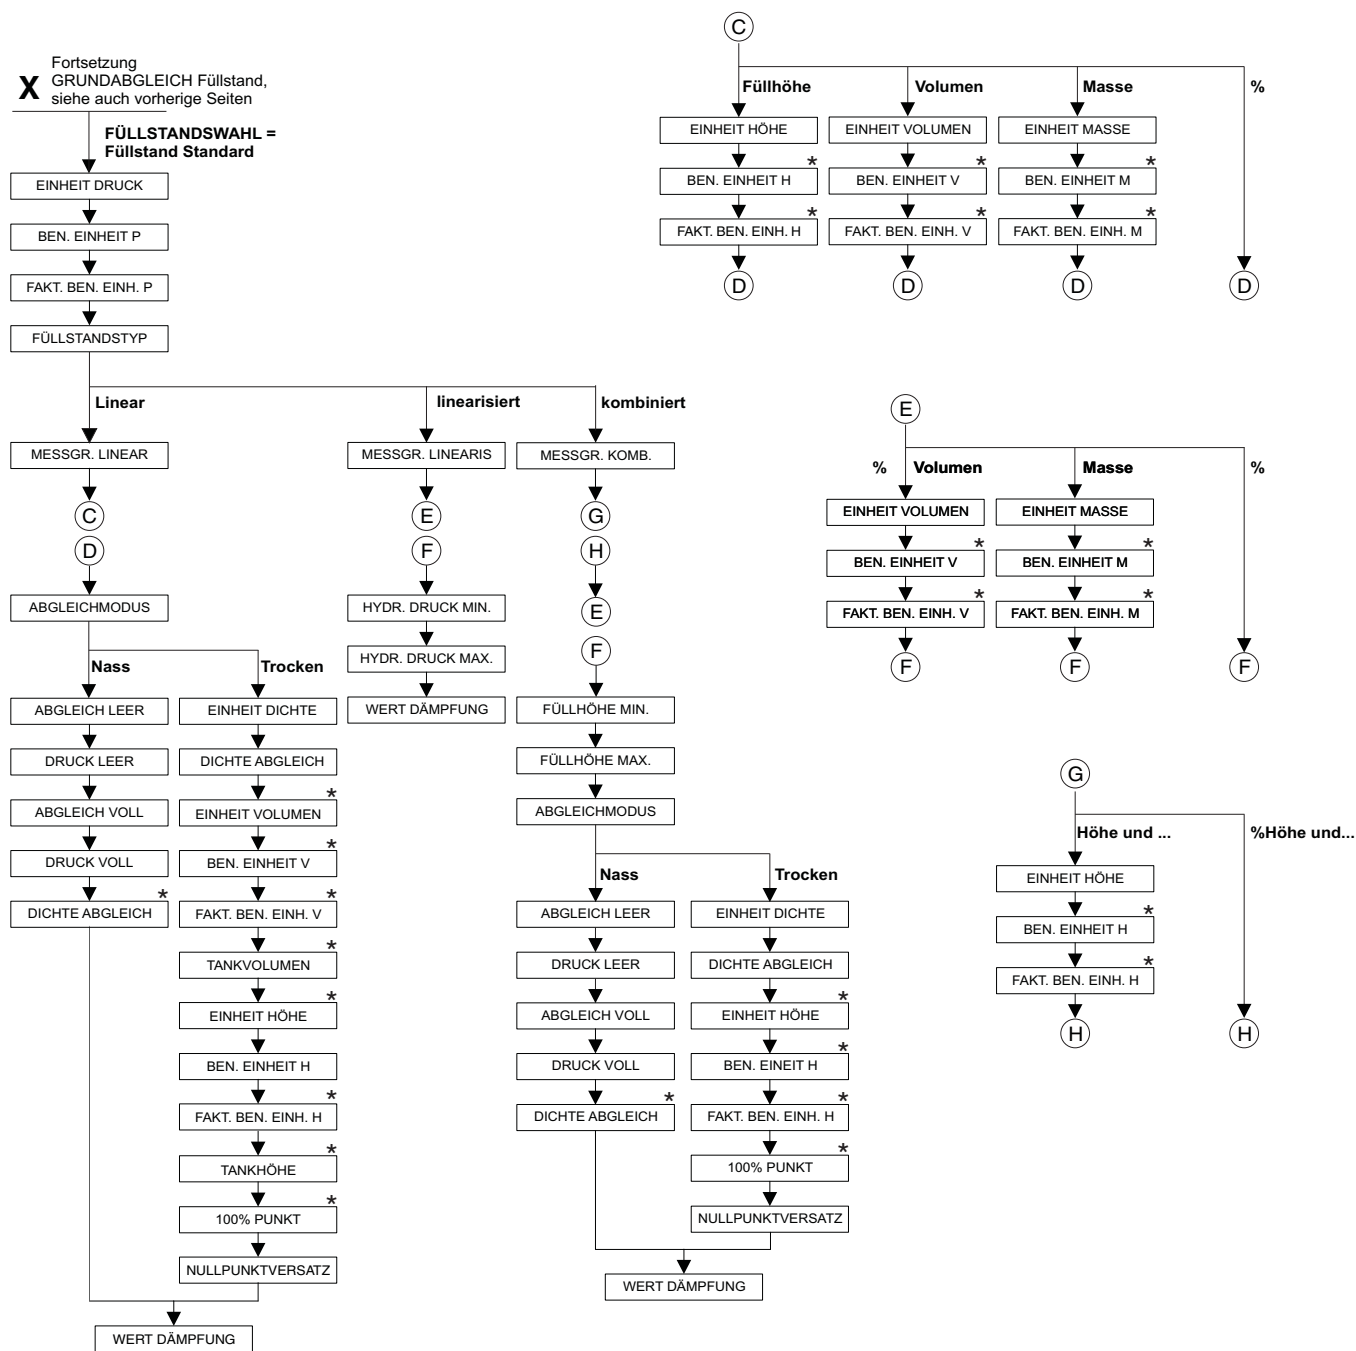 X
Fortsetzung
GRUNDABGLEICH Füllstand,
siehe auch vorherige Seiten
FÜLLSTANDSWAHL =
Füllstand Standard
EINHEIT DRUCK
BEN. EINHEIT P
FAKT. BEN. EINH. P
FÜLLSTANDSTYP
Linear
linearisiert
kombiniert
MESSGR. LINEAR
C
D
ABGLEICHMODUS
Nass
Trocken
ABGLEICH LEER
DRUCK LEER
ABGLEICH VOLL
DRUCK VOLL
*
DICHTE ABGLEICH
EINHEIT DICHTE
DICHTE ABGLEICH
*
EINHEIT VOLUMEN
*
BEN. EINHEIT V
*
FAKT. BEN. EINH. V
*
TANKVOLUMEN
*
EINHEIT HÖHE
BEN. EINHEIT H
*
FAKT. BEN. EINH. H
*
TANKHÖHE
*
100% PUNKT
NULLPUNKTVERSATZ
WERT DÄMPFUNG
MESSGR. LINEARIS
E
F
HYDR. DRUCK MIN.
HYDR. DRUCK MAX.
WERT DÄMPFUNG
MESSGR. KOMB.
G
H
E
F
FÜLLHÖHE MIN.
FÜLLHÖHE MAX.
ABGLEICHMODUS
Nass
Trocken
ABGLEICH LEER
DRUCK LEER
ABGLEICH VOLL
DRUCK VOLL
*
DICHTE ABGLEICH
EINHEIT DICHTE
DICHTE ABGLEICH
*
EINHEIT HÖHE
*
BEN. EINEIT H
*
FAKT. BEN. EINH. H
*
100% PUNKT
NULLPUNKTVERSATZ
WERT DÄMPFUNG
C
Füllhöhe
Volumen
Masse
%
EINHEIT HÖHE
*
BEN. EINHEIT H
*
FAKT. BEN. EINH. H
D
EINHEIT VOLUMEN
*
BEN. EINHEIT V
*
FAKT. BEN. EINH. V
D
EINHEIT MASSE
*
BEN. EINHEIT M
*
FAKT. BEN. EINH. M
D
D
E
%
Volumen
Masse
%
EINHEIT VOLUMEN
*
BEN. EINHEIT V
*
FAKT. BEN. EINH. V
F
EINHEIT MASSE
*
BEN. EINHEIT M
*
FAKT. BEN. EINH. M
F
F
G
Höhe und ...
%Höhe und...
EINHEIT HÖHE
*
BEN. EINHEIT H
*
FAKT. BEN. EINH. H
H
H